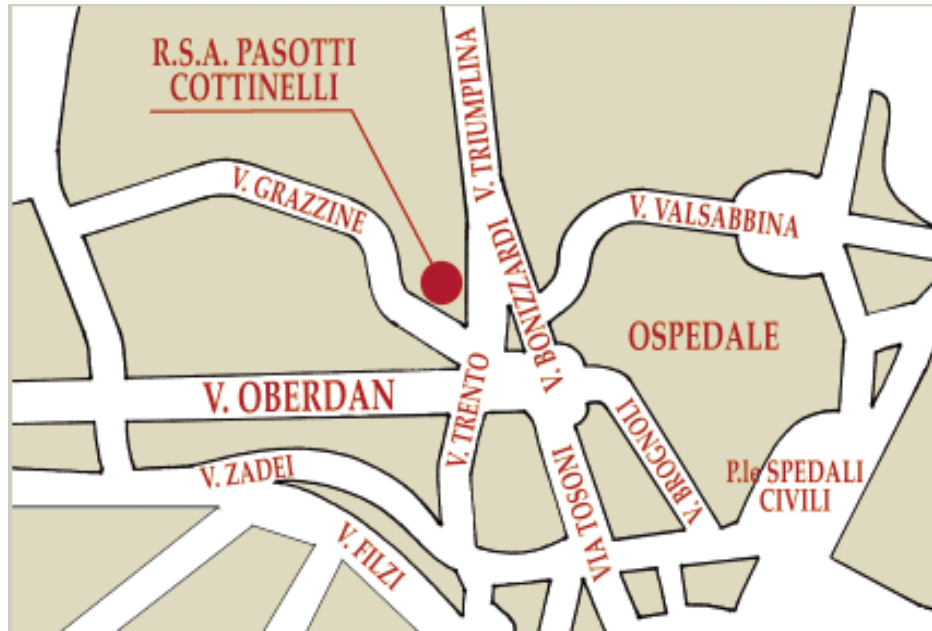 R.S.A. PASOTTI
COTTINELLI
V. TRIUMPLINA
V. GRAZZINE
V. VALSABBINA
V. BONIZZARDI
OSPEDALE
V. OBERDAN
V. TRENTO
V. BROGNOLI
V. ZADEI
VIA TOSONI
P.le SPEDALI
CIVILI
V. FILZI